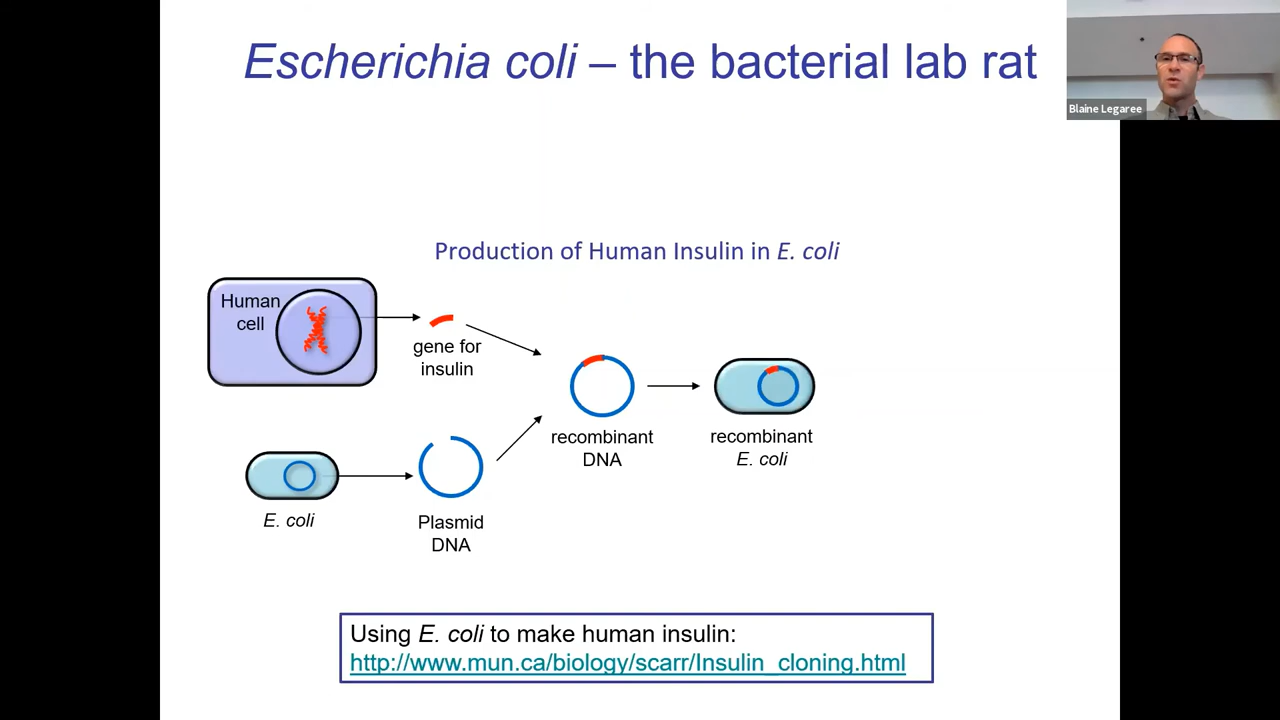 Escherichia coli – the bacterial lab rat
Blaine Legaree
Production of Human Insulin in E. coli
Human
cell
gene for
insulin
recombinant
DNA
recombinant
E. coli
E. coli
Plasmid
DNA
Using E. coli to make human insulin:
http://www.mun.ca/biology/scarr/Insulin_cloning.html